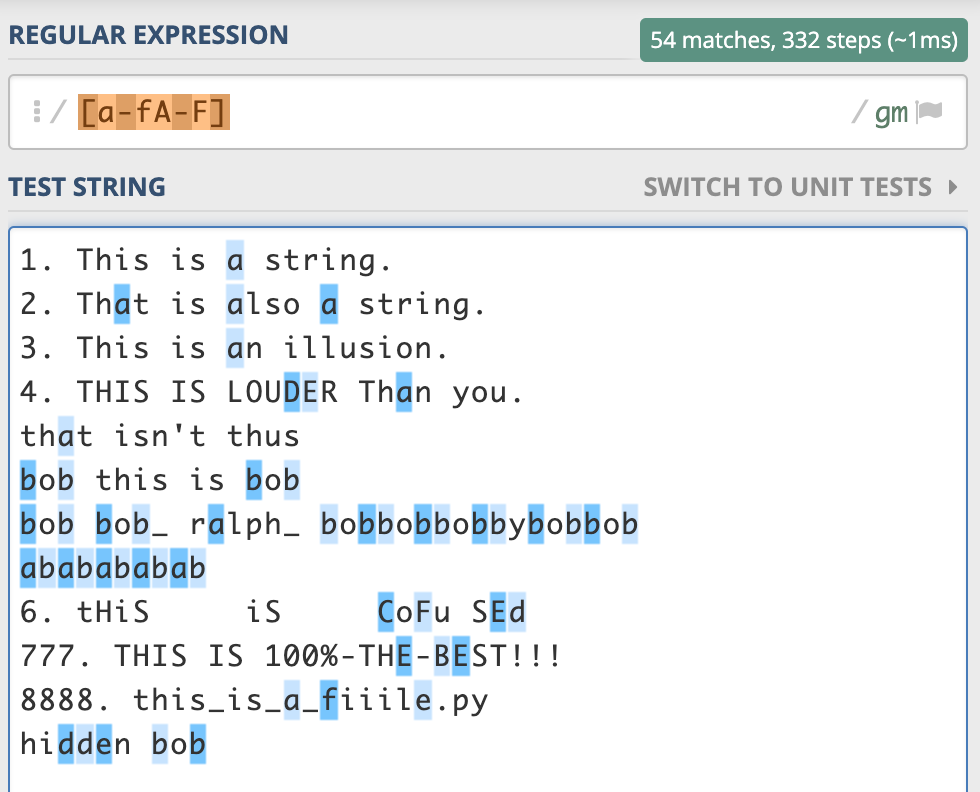 REGULAR EXPRESSION
54 matches, 332 steps (~1ms)
/ [a-fA-F] / gm
TEST STRING
SWITCH TO UNIT TESTS
1. This is a string.
2. That is also a string.
3. This is an illusion.
4. THIS IS LOUDER Than you.
that isn't thus
bob this is bob
bob bob_ ralph_ bobbobbobbybobbob
ababababab
6. tHiS     iS     CoFu SEd
777. THIS IS 100%-THE-BEST!!!
8888. this_is_a_fiiile.py
hidden bob